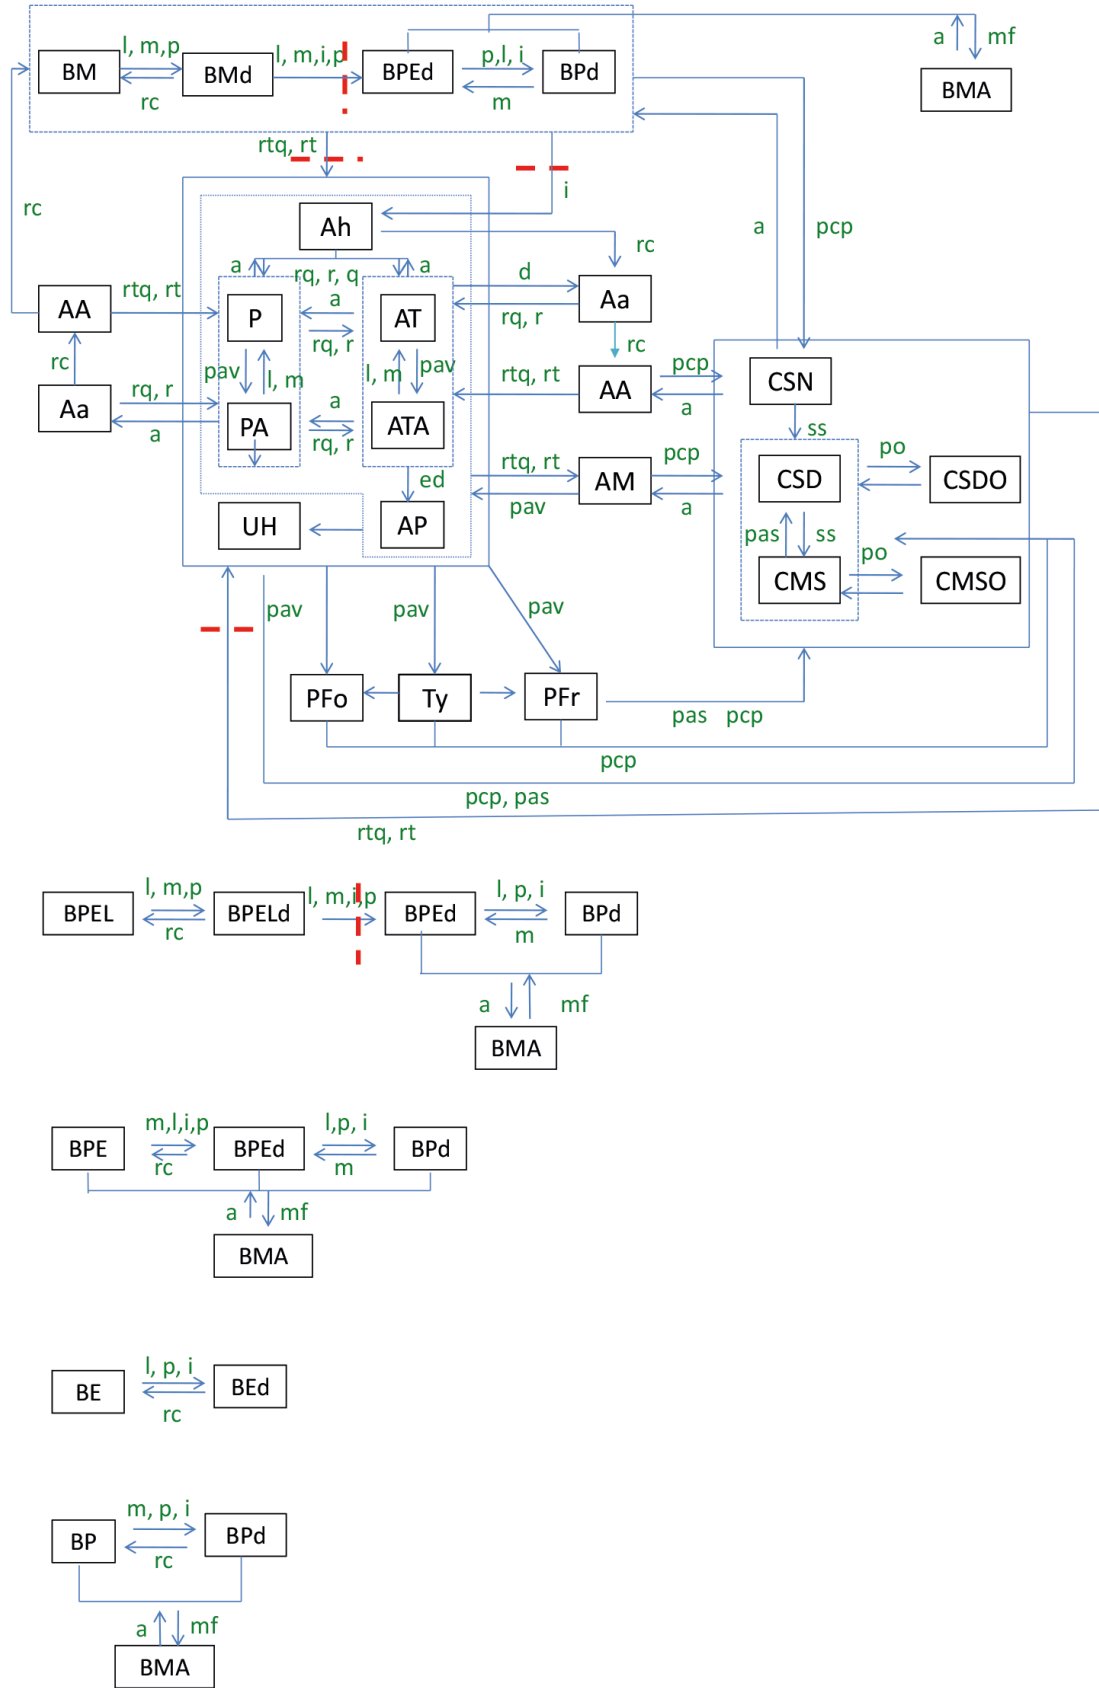 a
mf
BMA
l, m,p
l, m,i,p
p,l, i
BM
BMd
BPEd
BPd
rc
m
rtq, rt
i
rc
a
pcp
Ah
rc
a
rq, r, q
a
d
AA
rtq, rt
P
a
AT
rq, r
Aa
rq, r
rc
rc
pav
l, m
l, m
pav
rtq, rt
AA
pcp
a
CSN
Aa
rq, r
a
PA
a
rq, r
ATA
ss
ed
rtq, rt
pav
AM
pcp
a
CSD
po
CSDO
UH
AP
pas
ss
po
CMS
CMSO
pav
pav
pav
PFo
Ty
PFr
pas pcp
pcp
pcp, pas
rtq, rt
l, m,p
l, m,i,p
l, p, i
BPEL
BPELd
BPEd
BPd
rc
m
a
mf
BMA
m,l,i,p
l,p, i
BPE
BPEd
BPd
rc
m
a
mf
BMA
l, p, i
BE
BEd
rc
m, p, i
BP
BPd
rc
a
mf
BMA